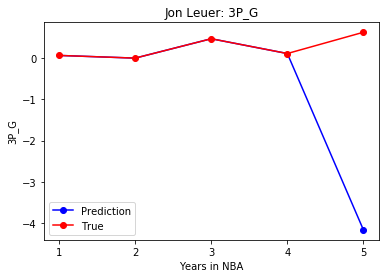 Jon Leuer: 3P_G
3P_G
0
−1
−2
−3
−4
Prediction
True
1 2 3 4 5
Years in NBA